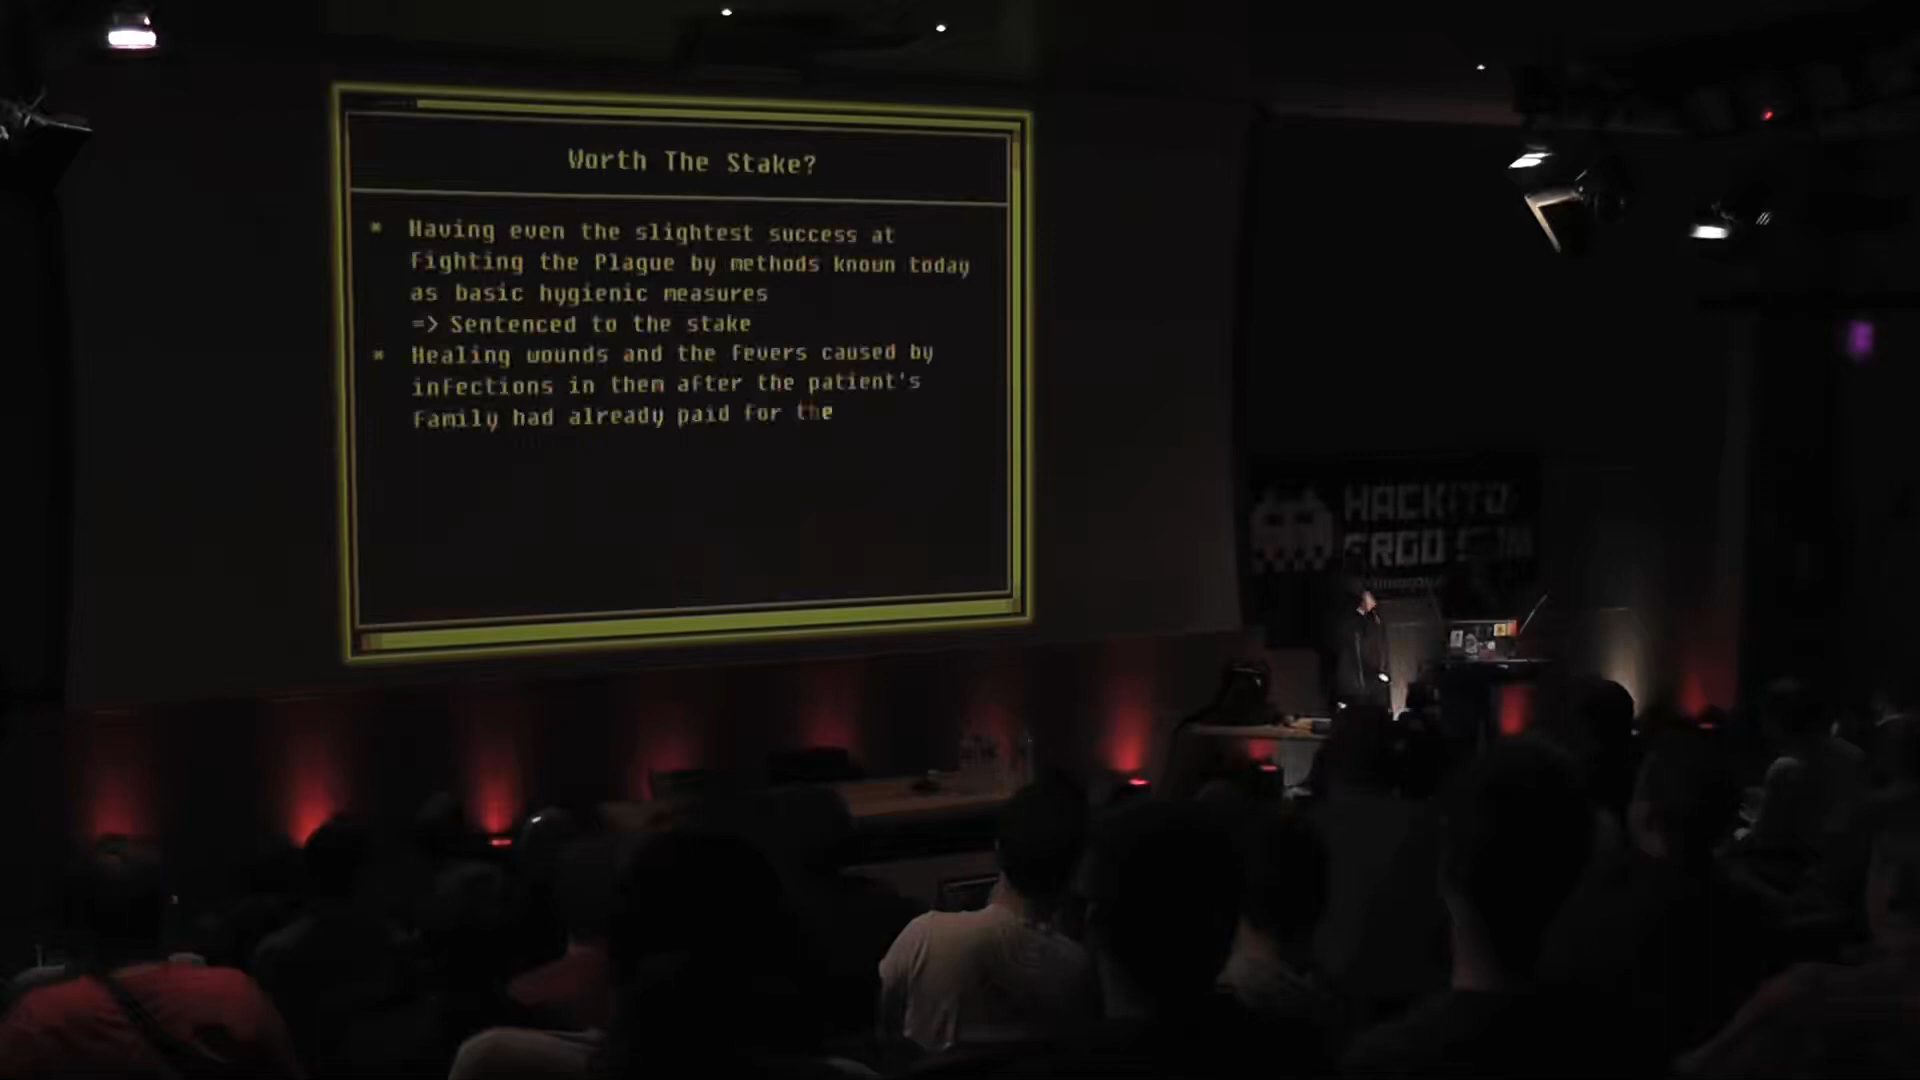 Worth The Stake?
* Having even the slightest success at
fighting the Plague by methods known today
as basic hygienic measures
=> Sentenced to the stake
* Healing wounds and the fevers caused by
infections in them after the patient's
family had already paid for the
HACKITO
ERGO SUM